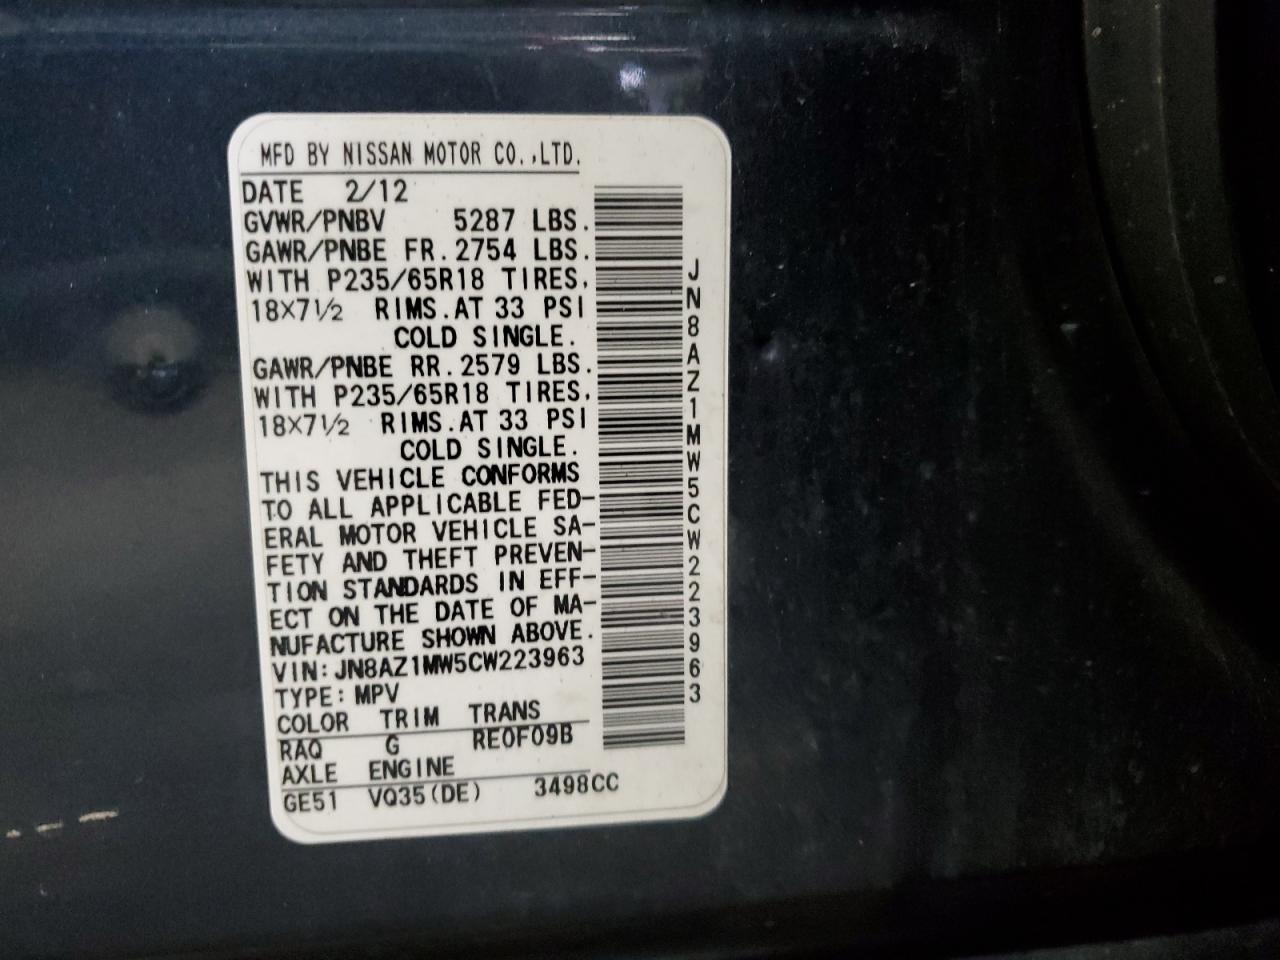 MFD BY NISSAN MOTOR CO.,LTD.
DATE 2/12
GVWR/PNBV 5287 LBS.
GAWR/PNBE FR.2754 LBS.
WITH P235/65R18 TIRES,
18×7½ RIMS.AT 33 PSI
COLD SINGLE.
GAWR/PNBE RR.2579 LBS.
WITH P235/65R18 TIRES,
18×7½ RIMS.AT 33 PSI
COLD SINGLE.
THIS VEHICLE CONFORMS
TO ALL APPLICABLE FED-
ERAL MOTOR VEHICLE SA-
FETY AND THEFT PREVEN-
TION STANDARDS IN EFF-
ECT ON THE DATE OF MA-
NUFACTURE SHOWN ABOVE.
VIN:JN8AZ1MW5CW223963
TYPE:MPV
COLOR TRIM TRANS
RAQ G RE0F09B
AXLE ENGINE
GE51 VQ35(DE) 3498CC
JN8AZ1MW5CW223963